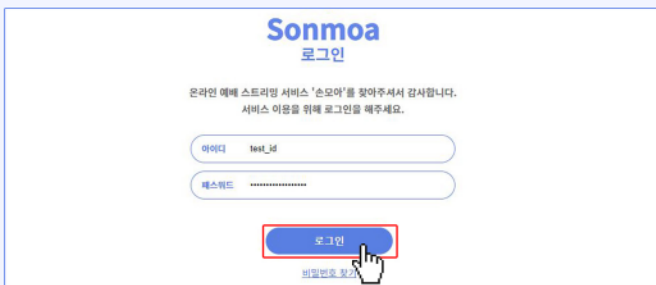 Sonmoa
로그인
온라인 예배 스트리밍 서비스 '손모아'를 찾아주셔서 감사합니다.
서비스 이용을 위해 로그인을 해주세요.
아이디 test_id
패스워드 ••••••••••••••••••
로그인
비밀번호 찾기